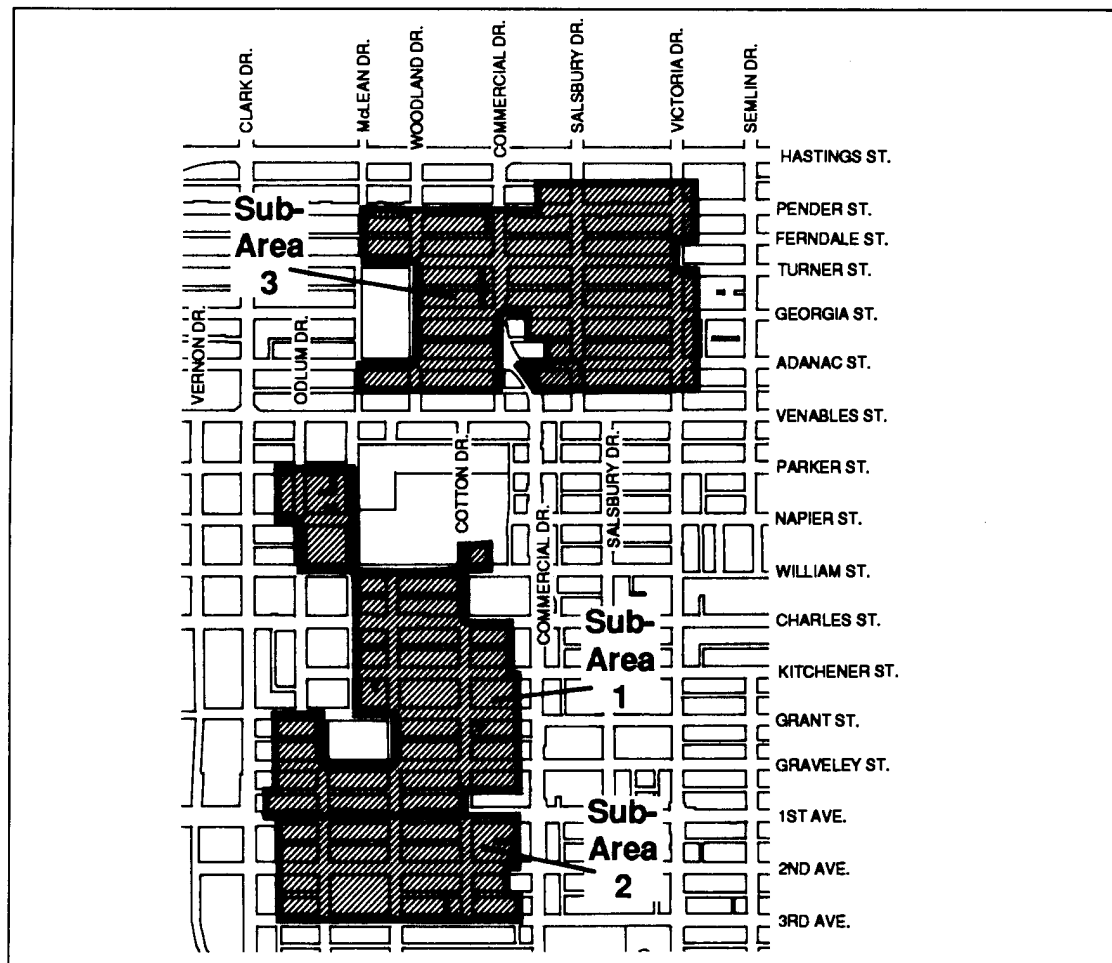 CLARK DR.
McLEAN DR.
WOODLAND DR.
COMMERCIAL DR.
SALSBURY DR.
VICTORIA DR.
SEMLIN DR.
HASTINGS ST.
PENDER ST.
FERNDALE ST.
TURNER ST.
GEORGIA ST.
ADANAC ST.
VENABLES ST.
PARKER ST.
NAPIER ST.
WILLIAM ST.
CHARLES ST.
KITCHENER ST.
GRANT ST.
GRAVELEY ST.
1ST AVE.
2ND AVE.
3RD AVE.
Sub-
Area
3
VERNON DR.
ODLUM DR.
COTTON DR.
COMMERCIAL DR.
SALSBURY DR.
Sub-
Area
1
Sub-
Area
2